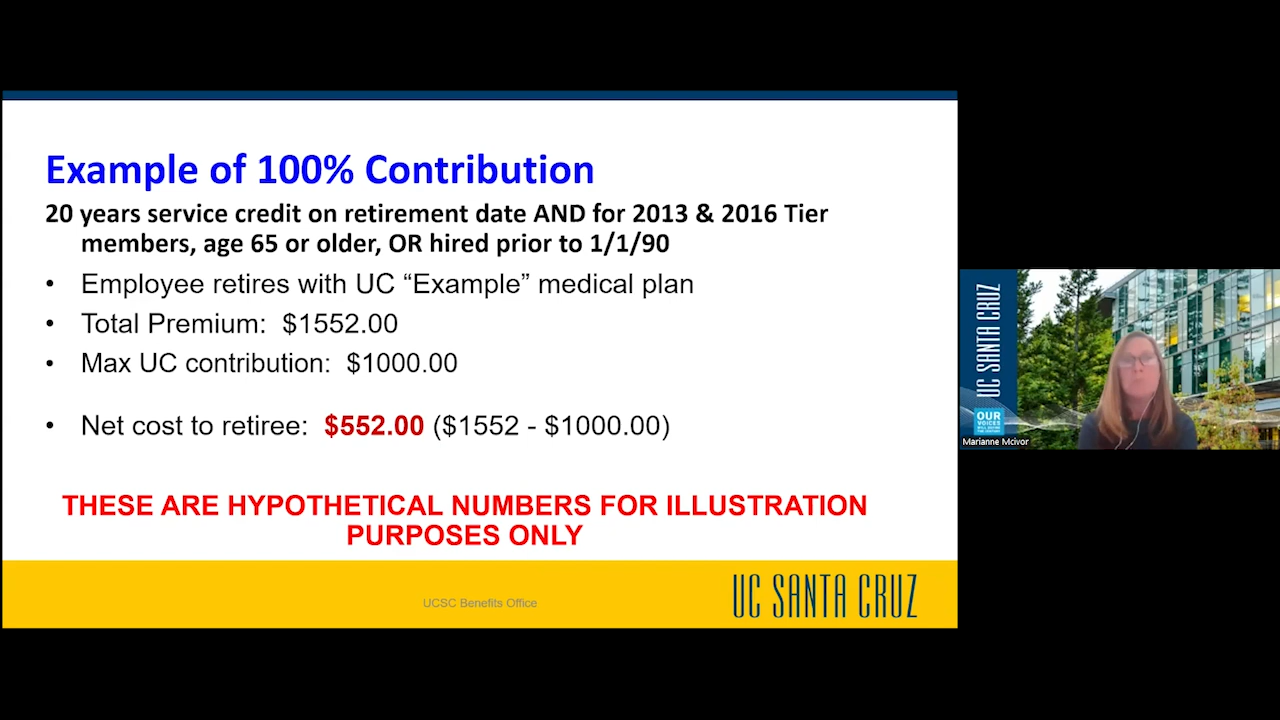 Example of 100% Contribution
20 years service credit on retirement date AND for 2013 & 2016 Tier
members, age 65 or older, OR hired prior to 1/1/90
• Employee retires with UC “Example” medical plan
• Total Premium: $1552.00
• Max UC contribution: $1000.00
• Net cost to retiree: $552.00 ($1552 - $1000.00)
THESE ARE HYPOTHETICAL NUMBERS FOR ILLUSTRATION
PURPOSES ONLY
UCSC Benefits Office
UC SANTA CRUZ
UC SANTA CRUZ
OUR
VOICES
Marianne Mcivor